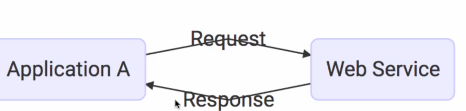 Request
Application A
Web Service
Response